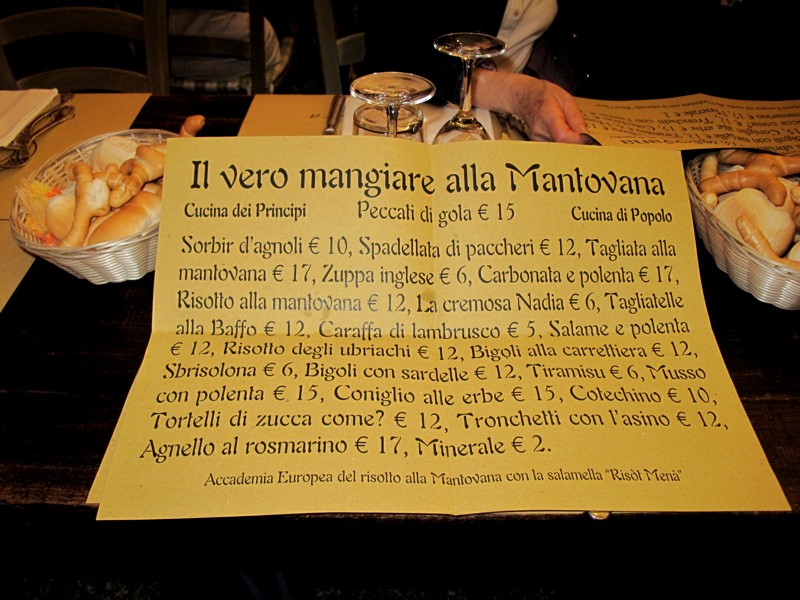 Il vero mangiare alla Mantovana
Cucina dei Principi Peccati di gola € 15 Cucina di Popolo
Sorbir d'agnoli € 10, Spadellata di paccheri € 12, Tagliata alla
mantovana € 17, Zuppa inglese € 6, Carbonata e polenta € 17,
Risotto alla mantovana € 12, La cremosa Nadia € 6, Tagliatelle
alla Baffo € 12, Caraffa di lambrusco € 5, Salame e polenta
€ 12, Risotto degli ubriachi € 12, Bigoli alla carrettiera € 12,
Sbrisolona € 6, Bigoli con sardelle € 12, Tiramisu € 6, Musso
con polenta € 15, Coniglio alle erbe € 15, Cotechino € 10,
Tortelli di zucca come? € 12, Tronchetti con l'asino € 12,
Agnello al rosmarino € 17, Minerale € 2.
Accademia Europea del risotto alla Mantovana con la salamella "Risòt Menà"